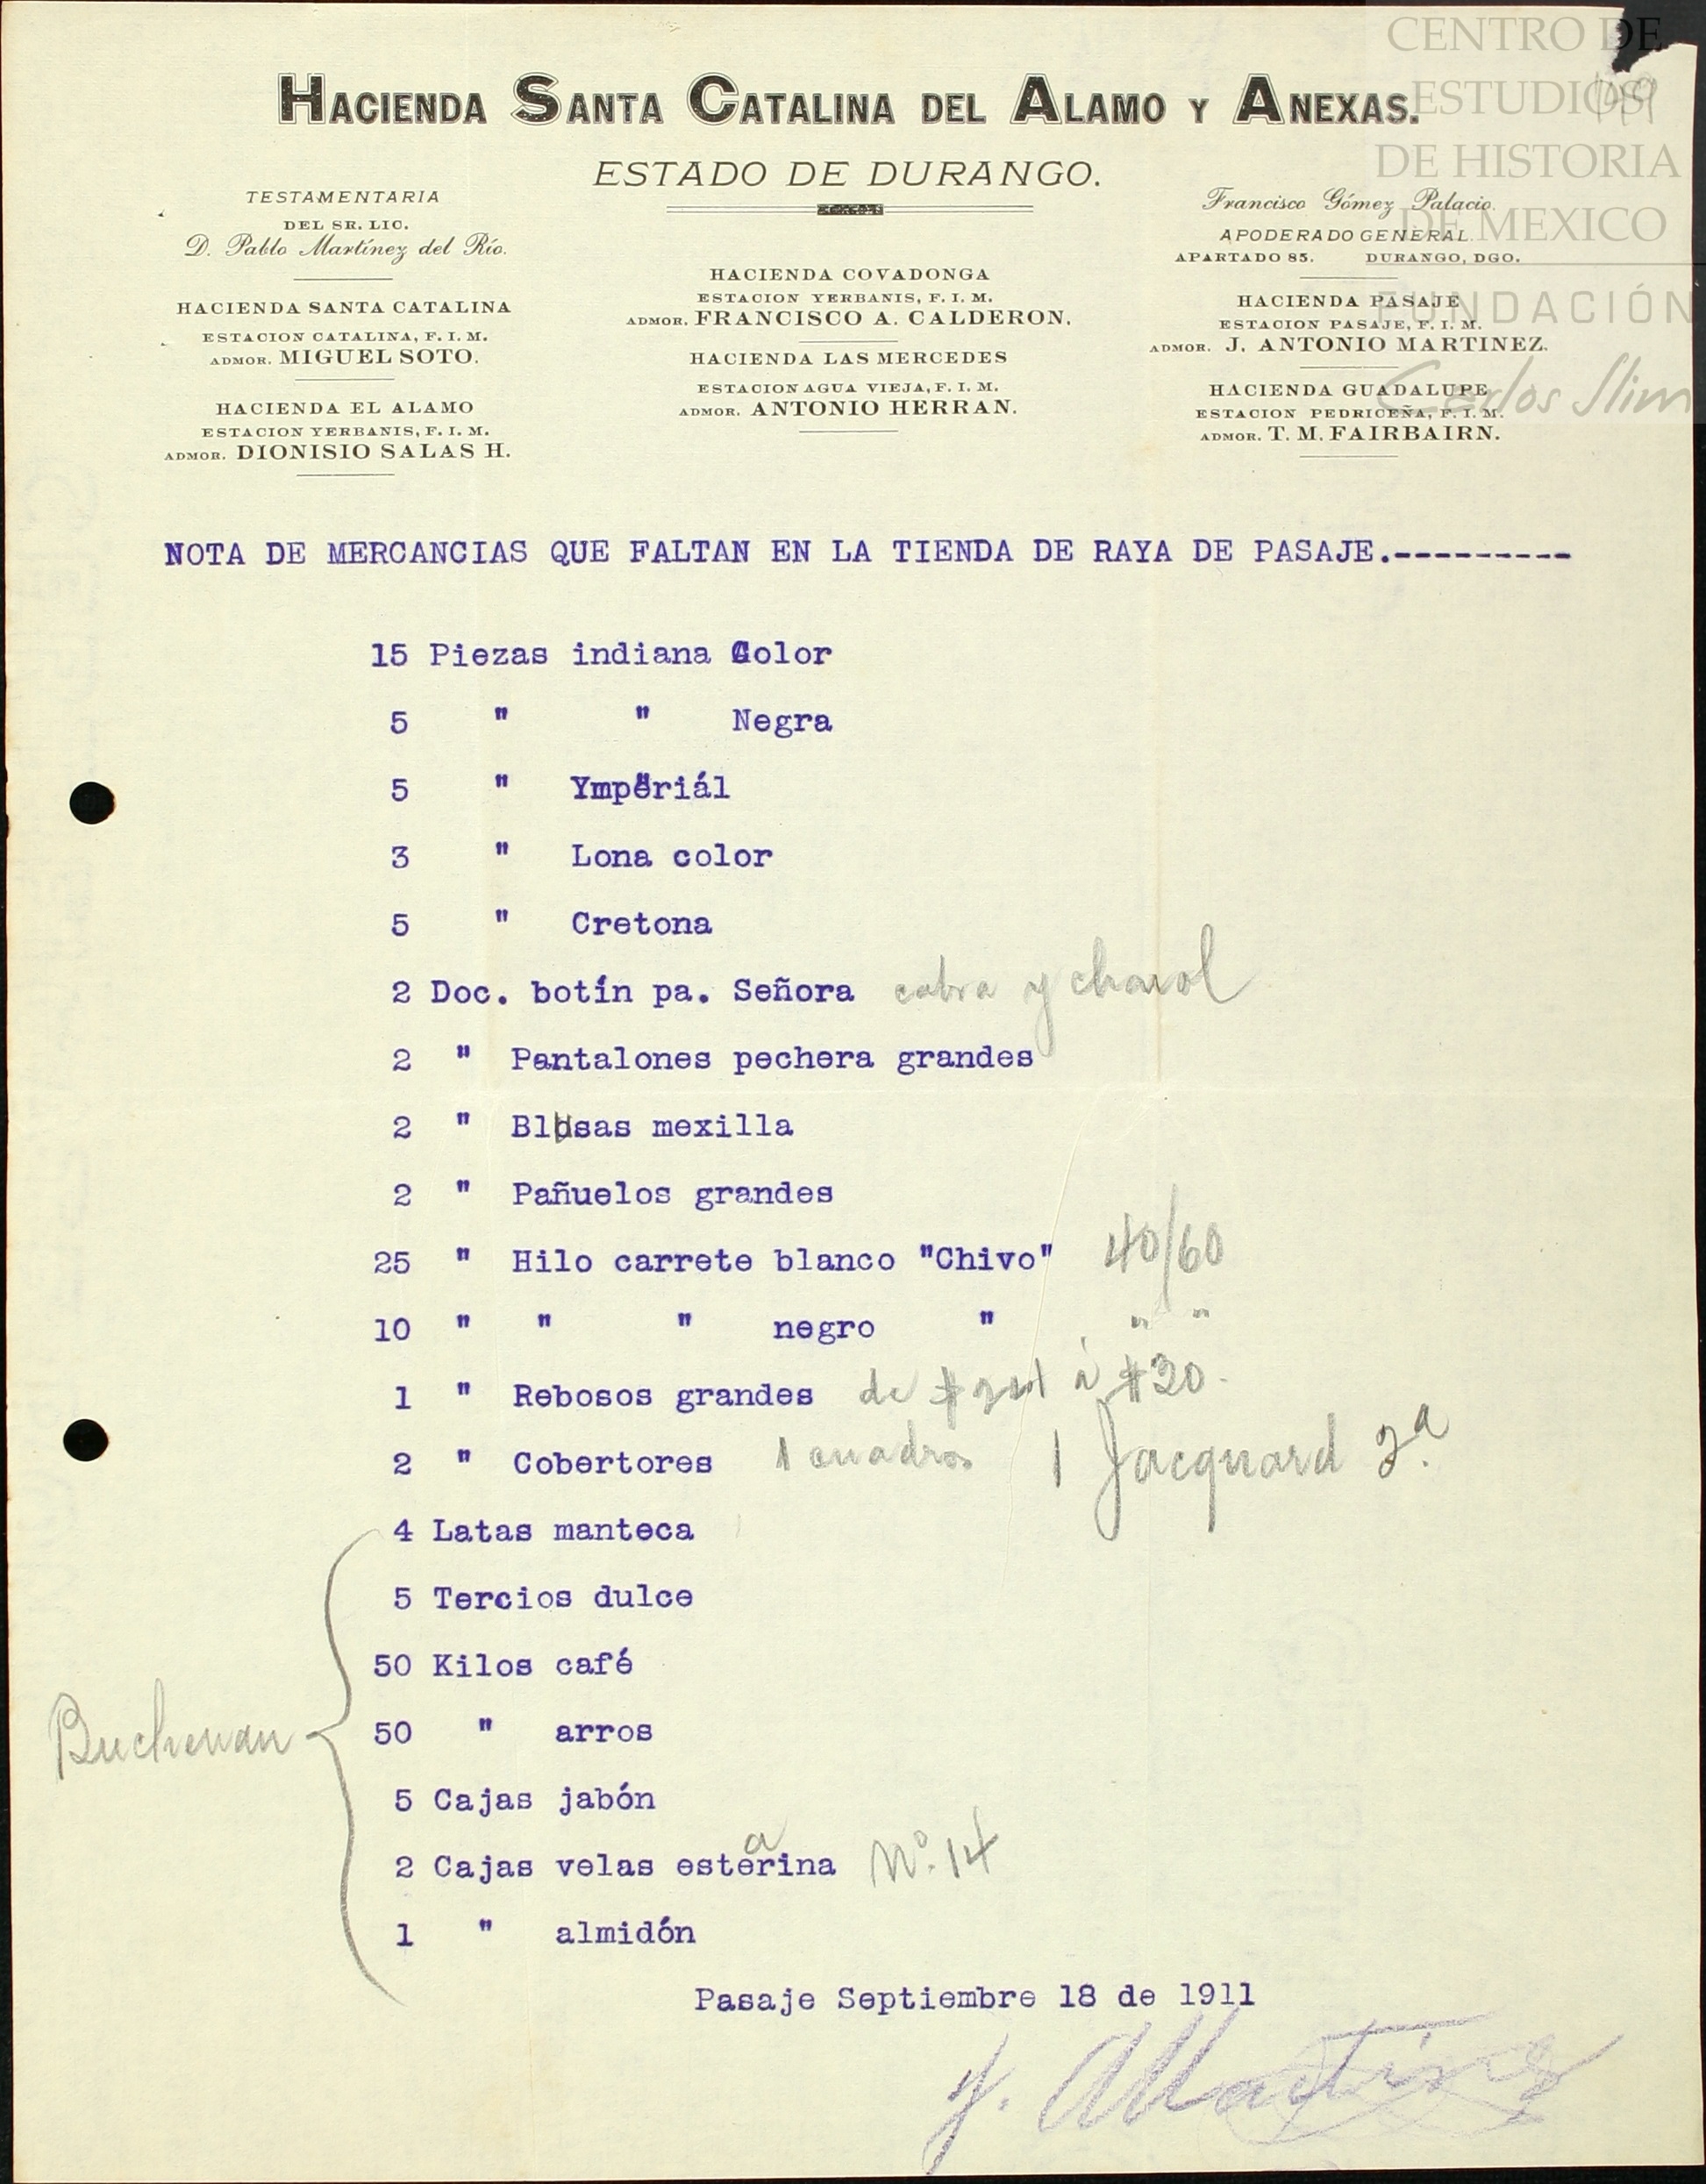 CENTRO DE
ESTUDIOS
DE HISTORIA
DE MEXICO
FUNDACIÓN
Carlos Slim
149
HACIENDA SANTA CATALINA DEL ALAMO Y ANEXAS.
ESTADO DE DURANGO.
TESTAMENTARIA
DEL SR. LIC.
D. Pablo Martínez del Río.
HACIENDA SANTA CATALINA
ESTACION CATALINA, F. I. M.
ADMOR. MIGUEL SOTO.
HACIENDA EL ALAMO
ESTACION YERBANIS, F. I. M.
ADMOR. DIONISIO SALAS H.
HACIENDA COVADONGA
ESTACION YERBANIS, F. I. M.
ADMOR. FRANCISCO A. CALDERON.
HACIENDA LAS MERCEDES
ESTACION AGUA VIEJA, F. I. M.
ADMOR. ANTONIO HERRAN.
Francisco Gómez Palacio.
APODERADO GENERAL.
APARTADO 85. DURANGO, DGO.
HACIENDA PASAJE
ESTACION PASAJE, F. I. M.
ADMOR. J. ANTONIO MARTINEZ.
HACIENDA GUADALUPE
ESTACION PEDRICEÑA, F. I. M.
ADMOR. T. M. FAIRBAIRN.
NOTA DE MERCANCIAS QUE FALTAN EN LA TIENDA DE RAYA DE PASAJE.---------
15 Piezas indiana Color
5 " " Negra
5 " Ymperiál
3 " Lona color
5 " Cretona
2 Doc. botín pa. Señora cabra y charol
2 " Pantalones pechera grandes
2 " Blusas mexilla
2 " Pañuelos grandes
25 " Hilo carrete blanco "Chivo" 40/60
10 " " " negro " " "
1 " Rebosos grandes de á $20.
2 " Cobertores 1 cuadros 1 Jacquard 2a.
4 Latas manteca
5 Tercios dulce
50 Kilos café
50 " arros
5 Cajas jabón
a
2 Cajas velas esterina No. 14
1 " almidón
Buchenau
Pasaje Septiembre 18 de 1911
J. A Martinez